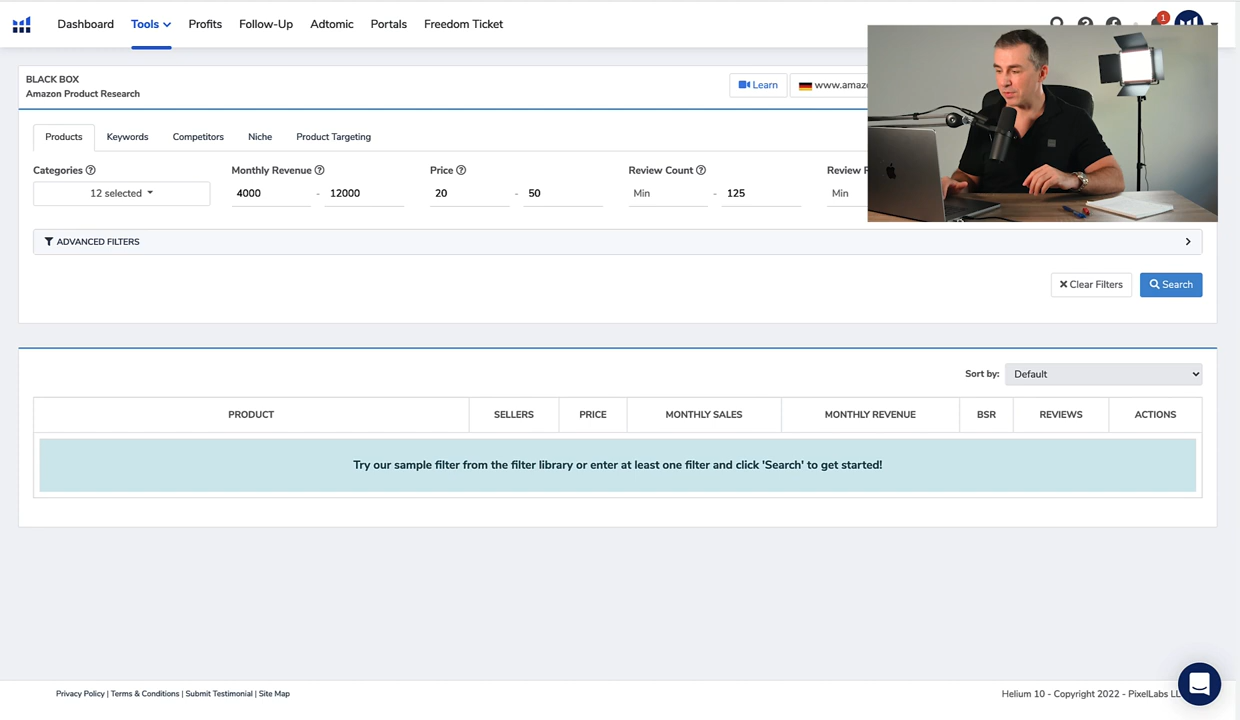 Dashboard Tools Profits Follow-Up Adtomic Portals Freedom Ticket
1
BLACK BOX
Amazon Product Research
Learn
Products Keywords Competitors Niche Product Targeting
Categories Monthly Revenue Price Review Count Review
12 selected 4000 - 12000 20 - 50 Min - 125 Min
ADVANCED FILTERS
Clear Filters Search
Sort by: Default
PRODUCT SELLERS PRICE MONTHLY SALES MONTHLY REVENUE BSR REVIEWS ACTIONS
Try our sample filter from the filter library or enter at least one filter and click 'Search' to get started!
Privacy Policy | Terms & Conditions | Submit Testimonial | Site Map
Helium 10 - Copyright 2022 - PixelLabs